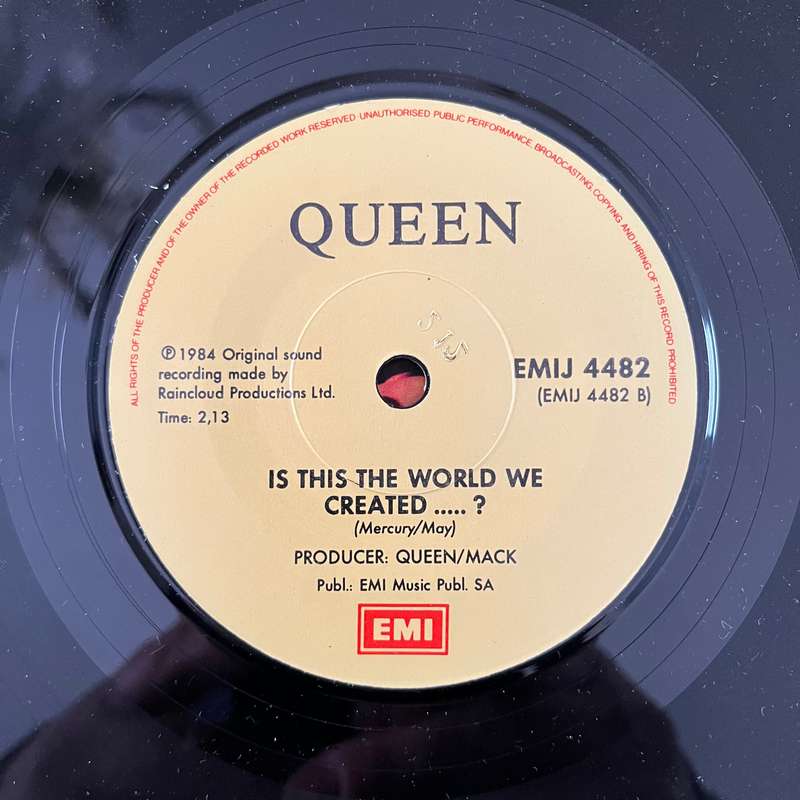 ALL RIGHTS OF THE PRODUCER AND OF THE OWNER OF THE RECORDED WORK RESERVED UNAUTHORISED PUBLIC PERFORMANCE, BROADCASTING, COPYING AND HIRING OF THIS RECORD PROHIBITED
QUEEN
515
℗ 1984 Original sound
recording made by
Raincloud Productions Ltd.
Time: 2,13
EMIJ 4482
(EMIJ 4482 B)
IS THIS THE WORLD WE
CREATED ..... ?
(Mercury/May)
PRODUCER: QUEEN/MACK
Publ.: EMI Music Publ. SA
EMI